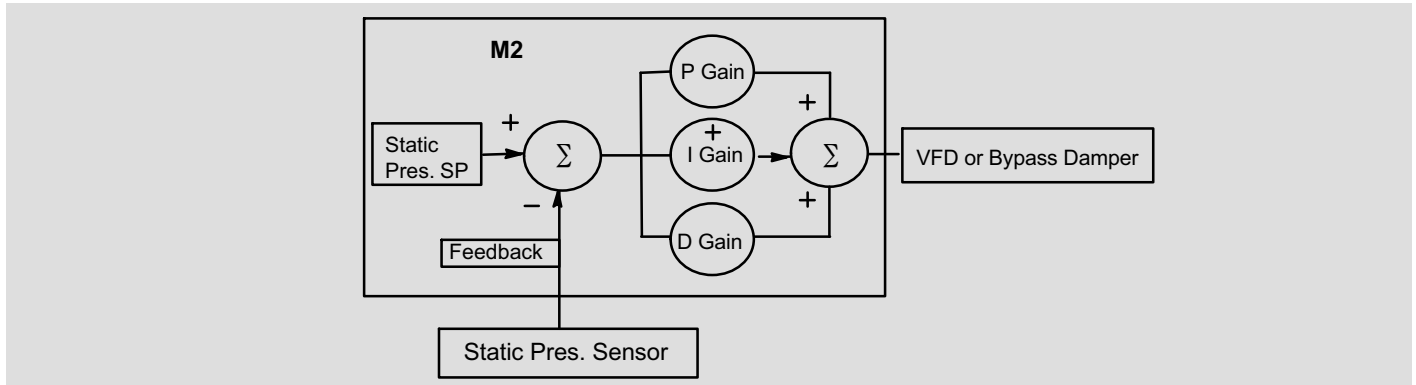 M2
P Gain
+
+
Static
Pres. SP
Σ
+
I Gain
Σ
VFD or Bypass Damper
−
+
Feedback
D Gain
Static Pres. Sensor